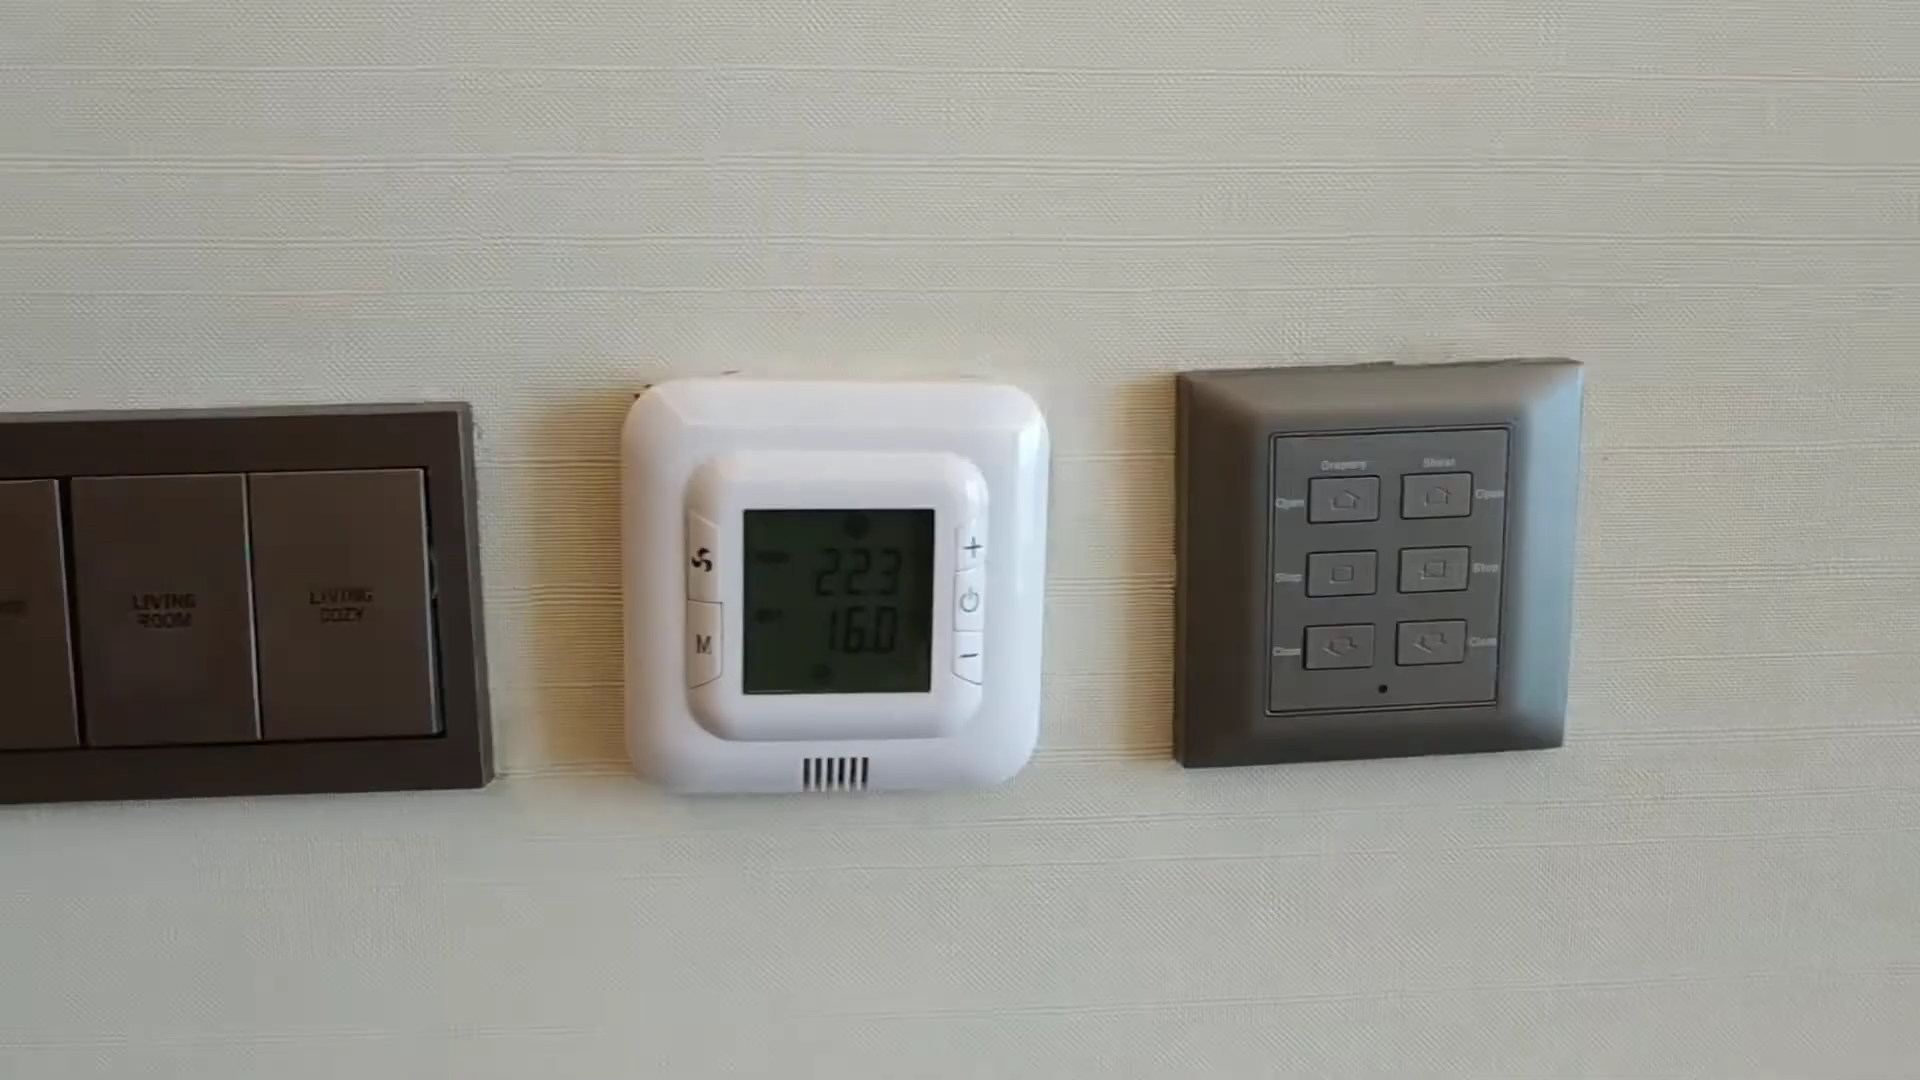 LIVING
ROOM
LIVING
COZY
22.3
16.0
M
Drapery
Sheer
Open
Open
Stop
Stop
Close
Close